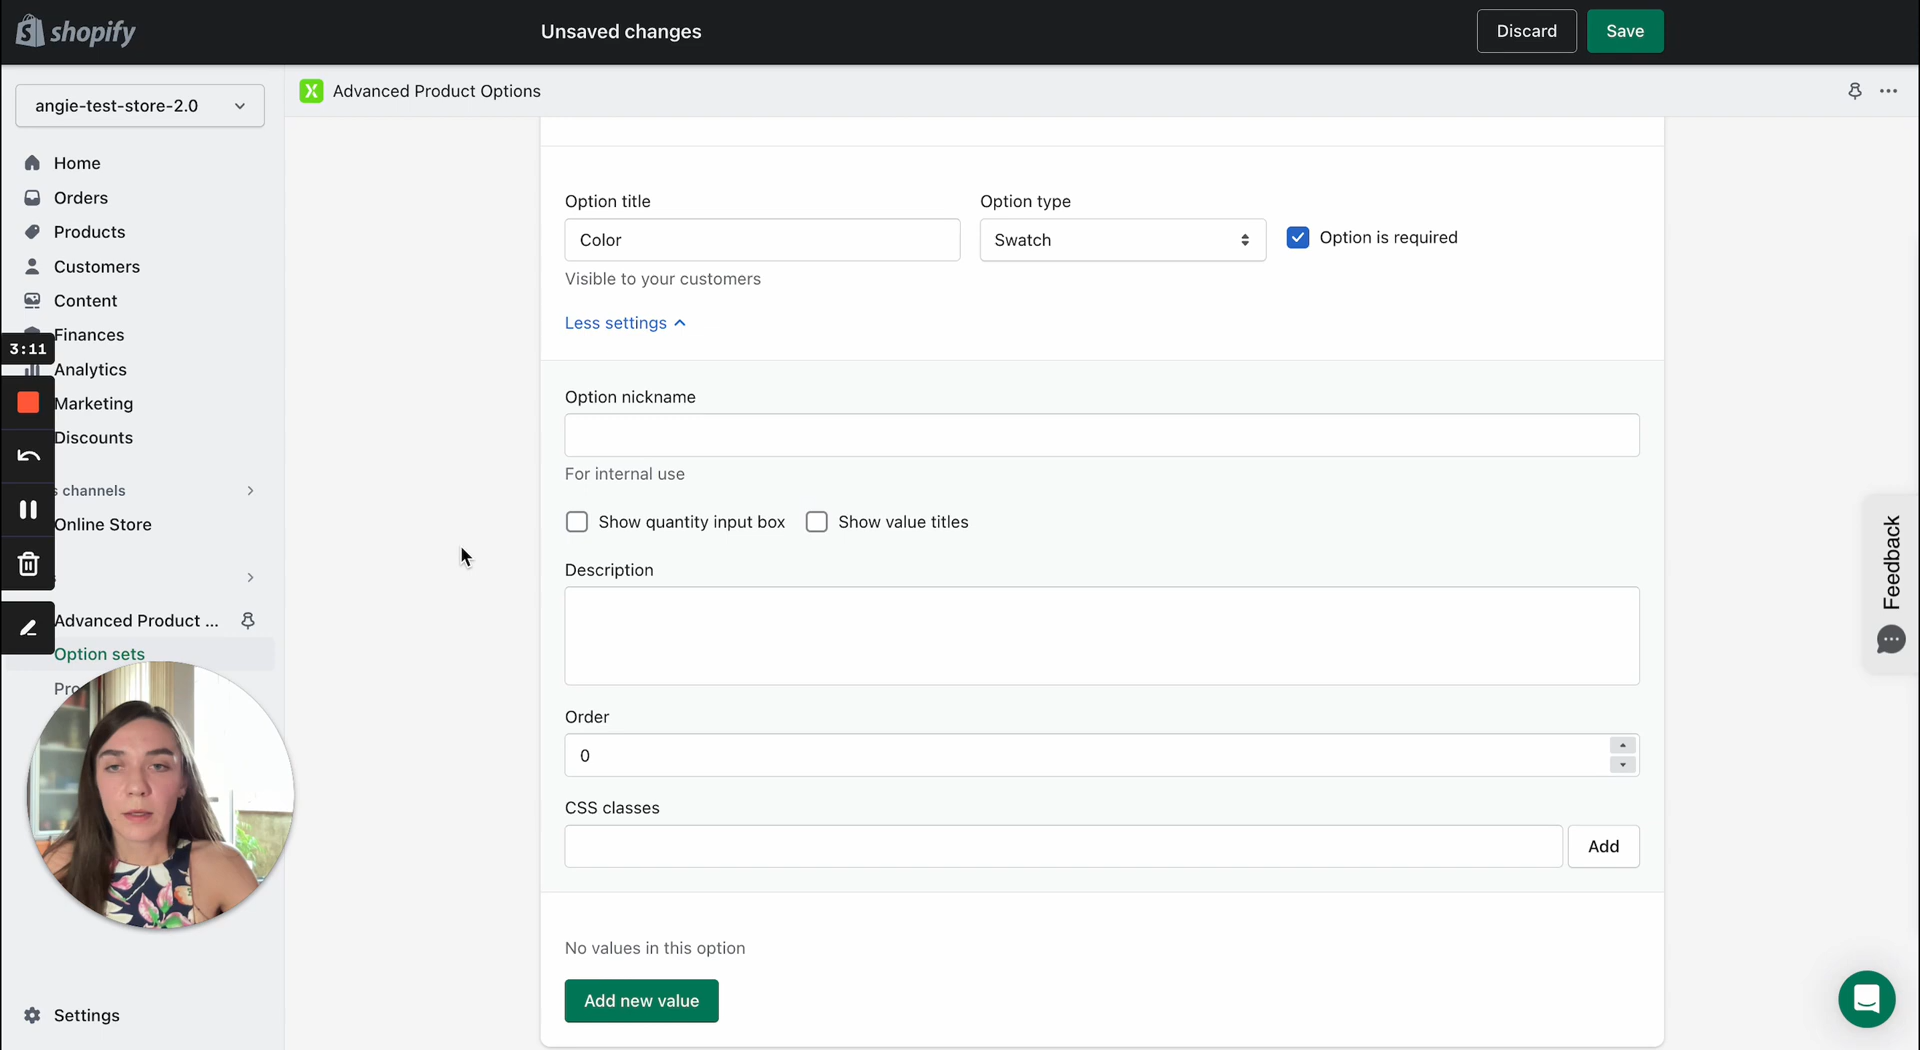 shopify
Unsaved changes
Discard
Save
angie-test-store-2.0
Advanced Product Options
Home
Orders
Products
Customers
Content
Finances
3:11
Analytics
Marketing
Discounts
s channels
Online Store
Advanced Product ...
Option sets
Pro
Settings
Option title
Option type
Color
Swatch
Option is required
Visible to your customers
Less settings
Option nickname
For internal use
Show quantity input box
Show value titles
Description
Order
0
CSS classes
Add
No values in this option
Add new value
Feedback